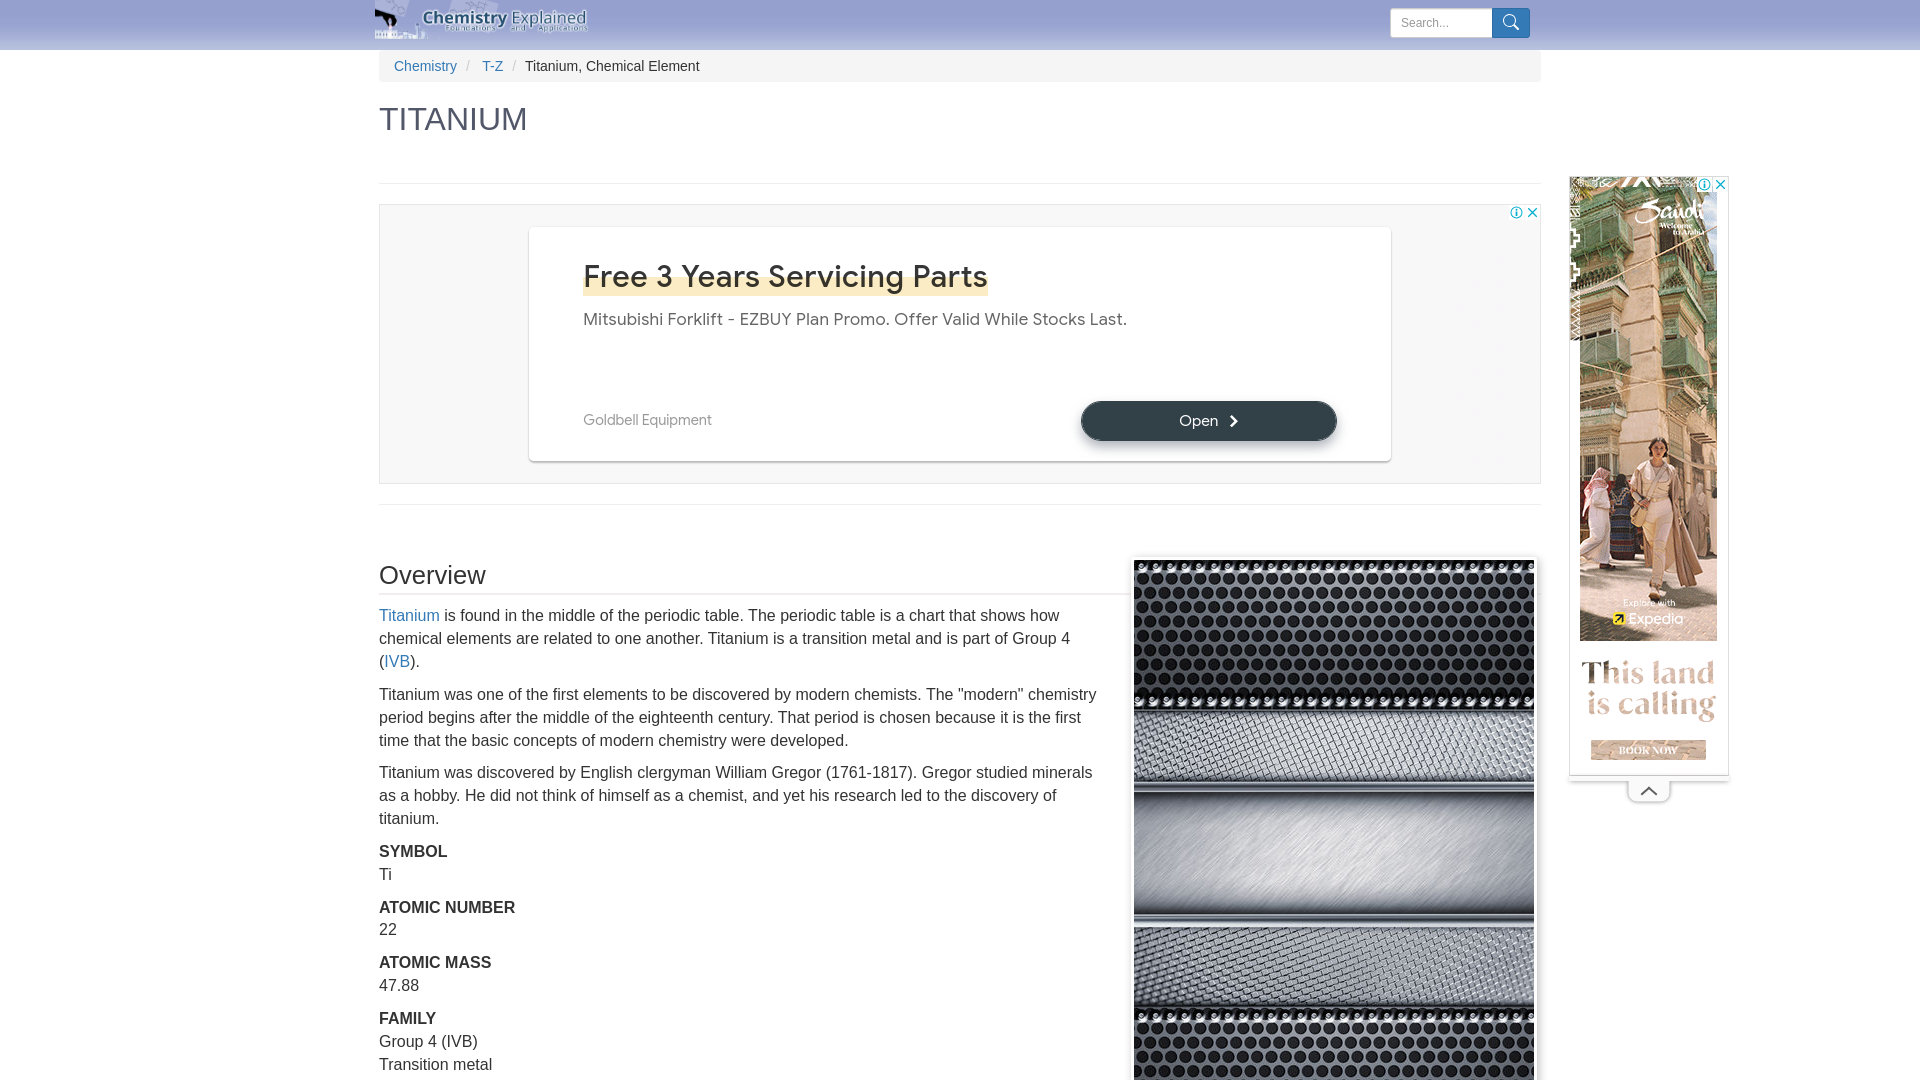 Chemistry Explained
Foundations and Applications
Search...
Chemistry / T-Z / Titanium, Chemical Element
TITANIUM
Free 3 Years Servicing Parts
Mitsubishi Forklift - EZBUY Plan Promo. Offer Valid While Stocks Last.
Goldbell Equipment
Open
Overview
Titanium is found in the middle of the periodic table. The periodic table is a chart that shows how
chemical elements are related to one another. Titanium is a transition metal and is part of Group 4
(IVB).
Titanium was one of the first elements to be discovered by modern chemists. The "modern" chemistry
period begins after the middle of the eighteenth century. That period is chosen because it is the first
time that the basic concepts of modern chemistry were developed.
Titanium was discovered by English clergyman William Gregor (1761-1817). Gregor studied minerals
as a hobby. He did not think of himself as a chemist, and yet his research led to the discovery of
titanium.
SYMBOL
Ti
ATOMIC NUMBER
22
ATOMIC MASS
47.88
FAMILY
Group 4 (IVB)
Transition metal
Saudi
Welcome
to Arabia
Explore with
Expedia
This land
is calling
BOOK NOW